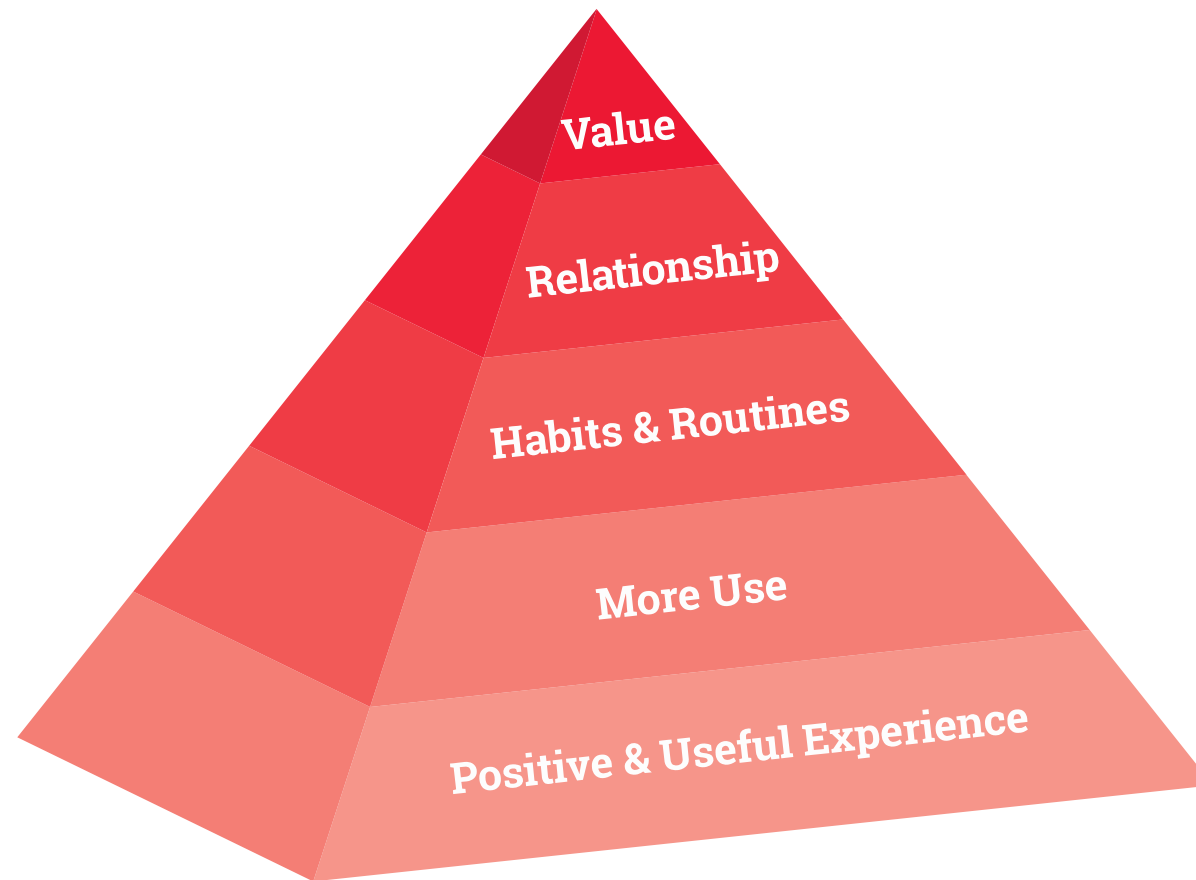 Value
Relationship
Habits & Routines
More Use
Positive & Useful Experience